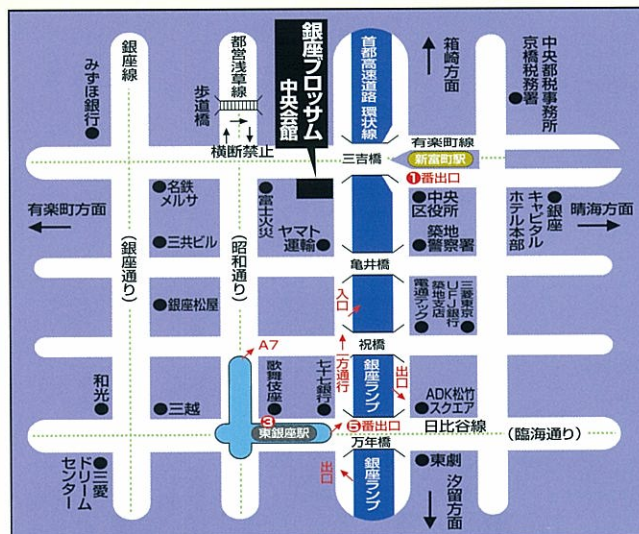 銀座線
みずほ銀行
都営浅草線
歩道橋
銀座ブロッサム
中央会館
首都高速道路 環状線
箱崎方面
中央都税事務所
京橋税務署
横断禁止
三吉橋
有楽町線
新富町駅
❶番出口
名鉄
メルサ
富士火災
中央
区役所
銀座
キャピタル
ホテル本部
有楽町方面
晴海方面
(銀座通り)
三共ビル
(昭和通り)
ヤマト
運輸
築地
警察署
亀井橋
銀座松屋
入口
電通テック
三菱東京
UFJ銀行
築地支店
祝橋
A7
一方通行
和光
三越
歌舞伎座
七十七銀行
銀座ランプ
出口
ADK松竹
スクエア
❸
東銀座駅
❺番出口
日比谷線
(臨海通り)
万年橋
三愛
ドリーム
センター
出口
銀座ランプ
東劇
汐留方面